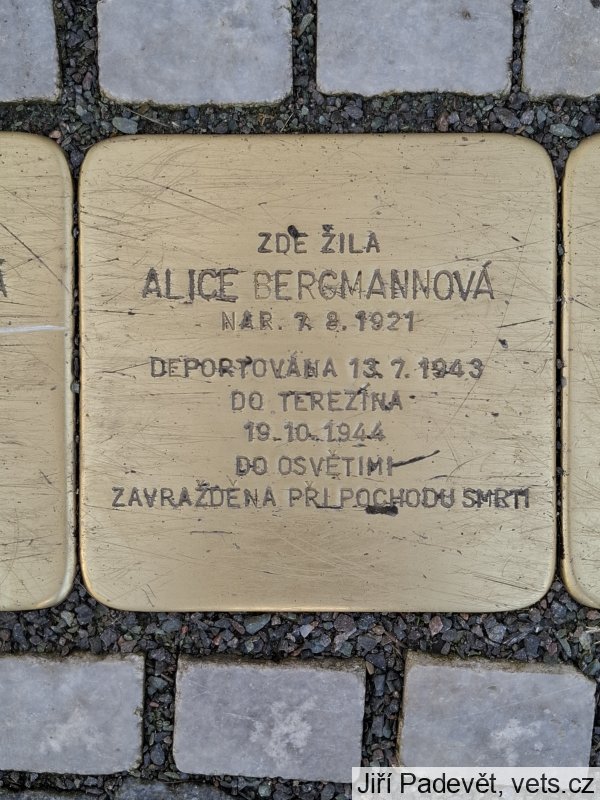 ZDE ŽILA
ALICE BERGMANNOVÁ
NAR. 7. 8. 1921
DEPORTOVÁNA 13. 7. 1943
DO TEREZÍNA
19. 10. 1944
DO OSVĚTIMI
ZAVRAŽDĚNA PŘI POCHODU SMRTI
Á
Jiří Padevět, vets.cz